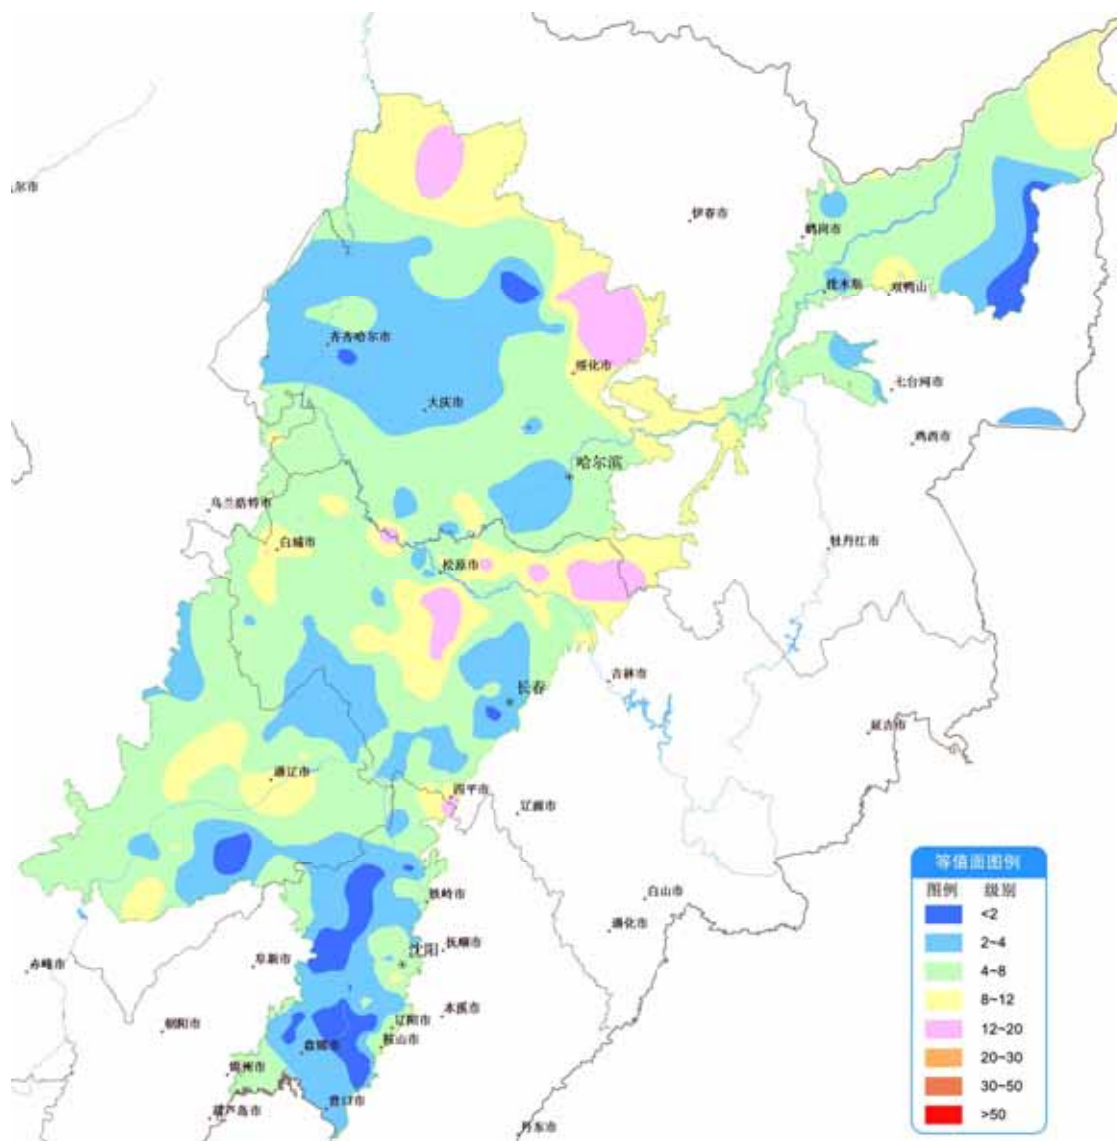 尔市
伊春市
鹤岗市
佳木斯
双鸭山
齐齐哈尔市
绥化市
七台河市
大庆市
鸡西市
哈尔滨
乌兰浩特市
白城市
牡丹江市
松原市
吉林市
长春
延吉市
通辽市
四平市
辽源市
等值面图例
图例 级别
<2
2~4
4~8
8~12
12~20
20~30
30~50
>50
铁岭市
白山市
通化市
抚顺市
沈阳
阜新市
赤峰市
本溪市
辽阳市
朝阳市
鞍山市
盘锦市
锦州市
营口市
葫芦岛市
丹东市